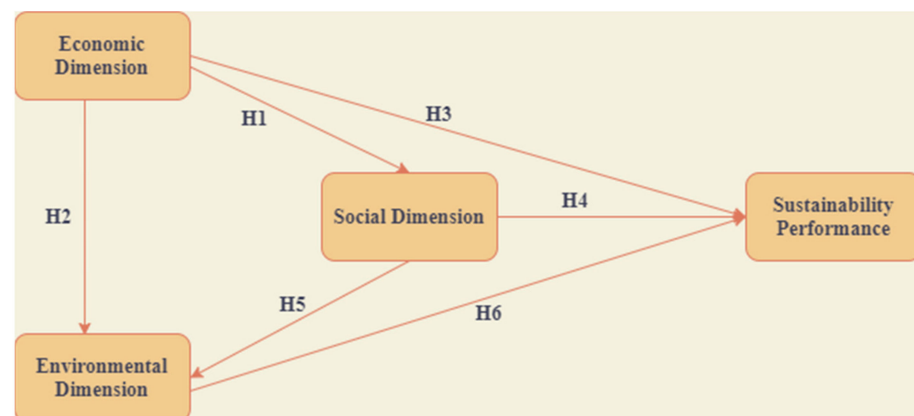 Economic
Dimension
H1
H3
H2
Social Dimension
H4
Sustainability
Performance
H5
H6
Environmental
Dimension